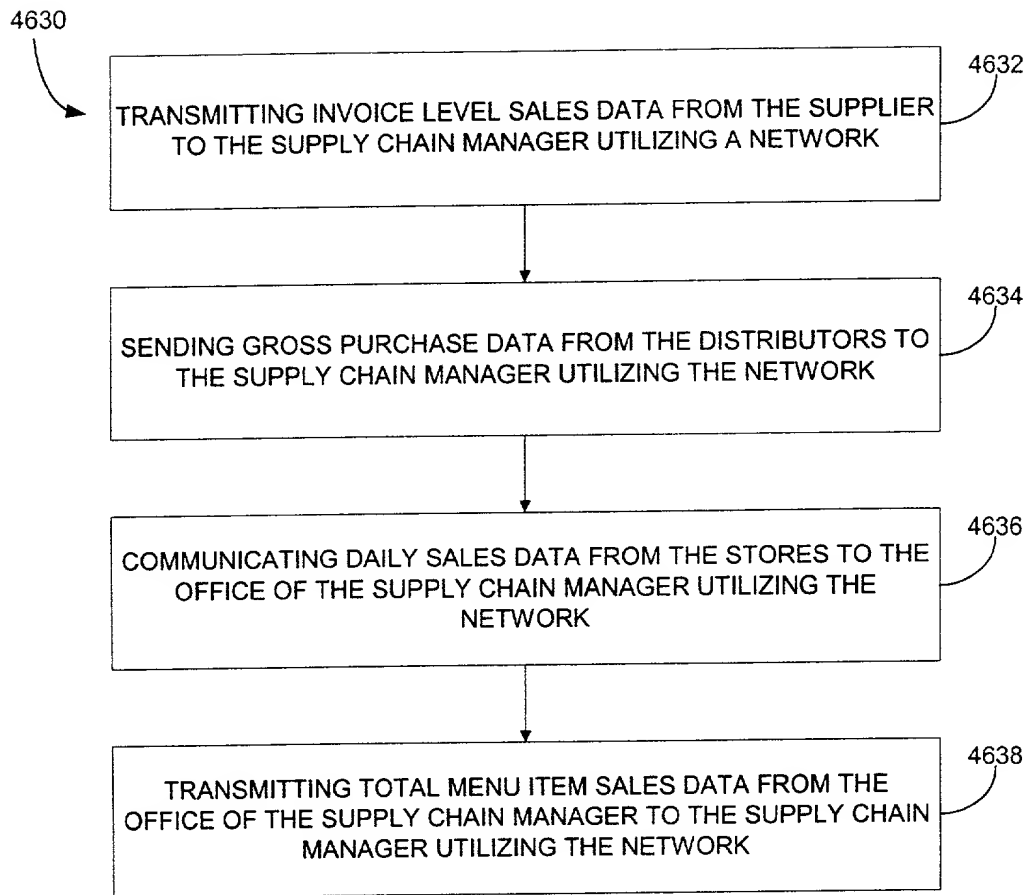 4630
4632
TRANSMITTING INVOICE LEVEL SALES DATA FROM THE SUPPLIER
TO THE SUPPLY CHAIN MANAGER UTILIZING A NETWORK
4634
SENDING GROSS PURCHASE DATA FROM THE DISTRIBUTORS TO
THE SUPPLY CHAIN MANAGER UTILIZING THE NETWORK
4636
COMMUNICATING DAILY SALES DATA FROM THE STORES TO THE
OFFICE OF THE SUPPLY CHAIN MANAGER UTILIZING THE
NETWORK
4638
TRANSMITTING TOTAL MENU ITEM SALES DATA FROM THE
OFFICE OF THE SUPPLY CHAIN MANAGER TO THE SUPPLY CHAIN
MANAGER UTILIZING THE NETWORK